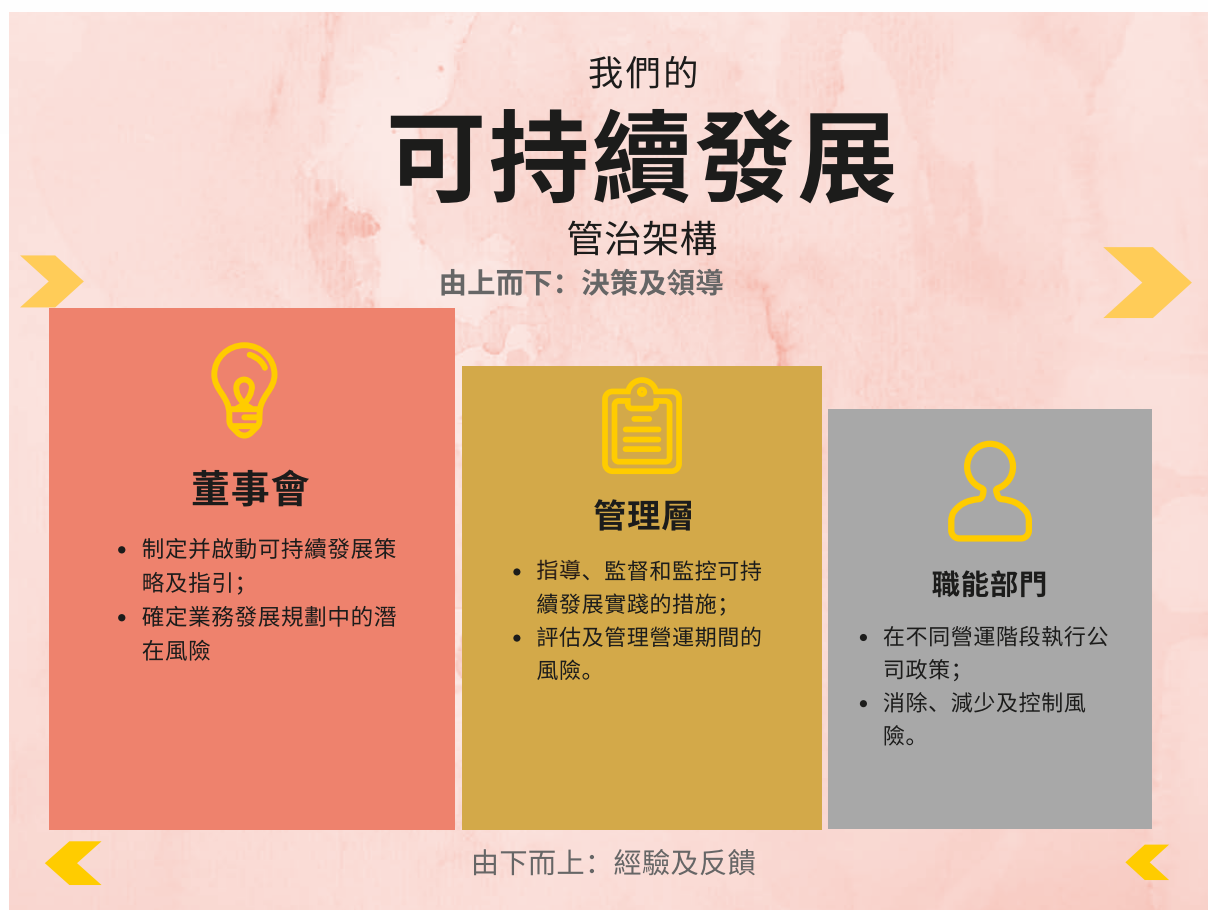 我們的
可持續發展
管治架構
由上而下：決策及領導
董事會
• 制定并啟動可持續發展策
略及指引；
• 確定業務發展規劃中的潛
在風險
管理層
• 指導、監督和監控可持
續發展實踐的措施；
• 評估及管理營運期間的
風險。
職能部門
• 在不同營運階段執行公
司政策；
• 消除、減少及控制風
險。
由下而上：經驗及反饋